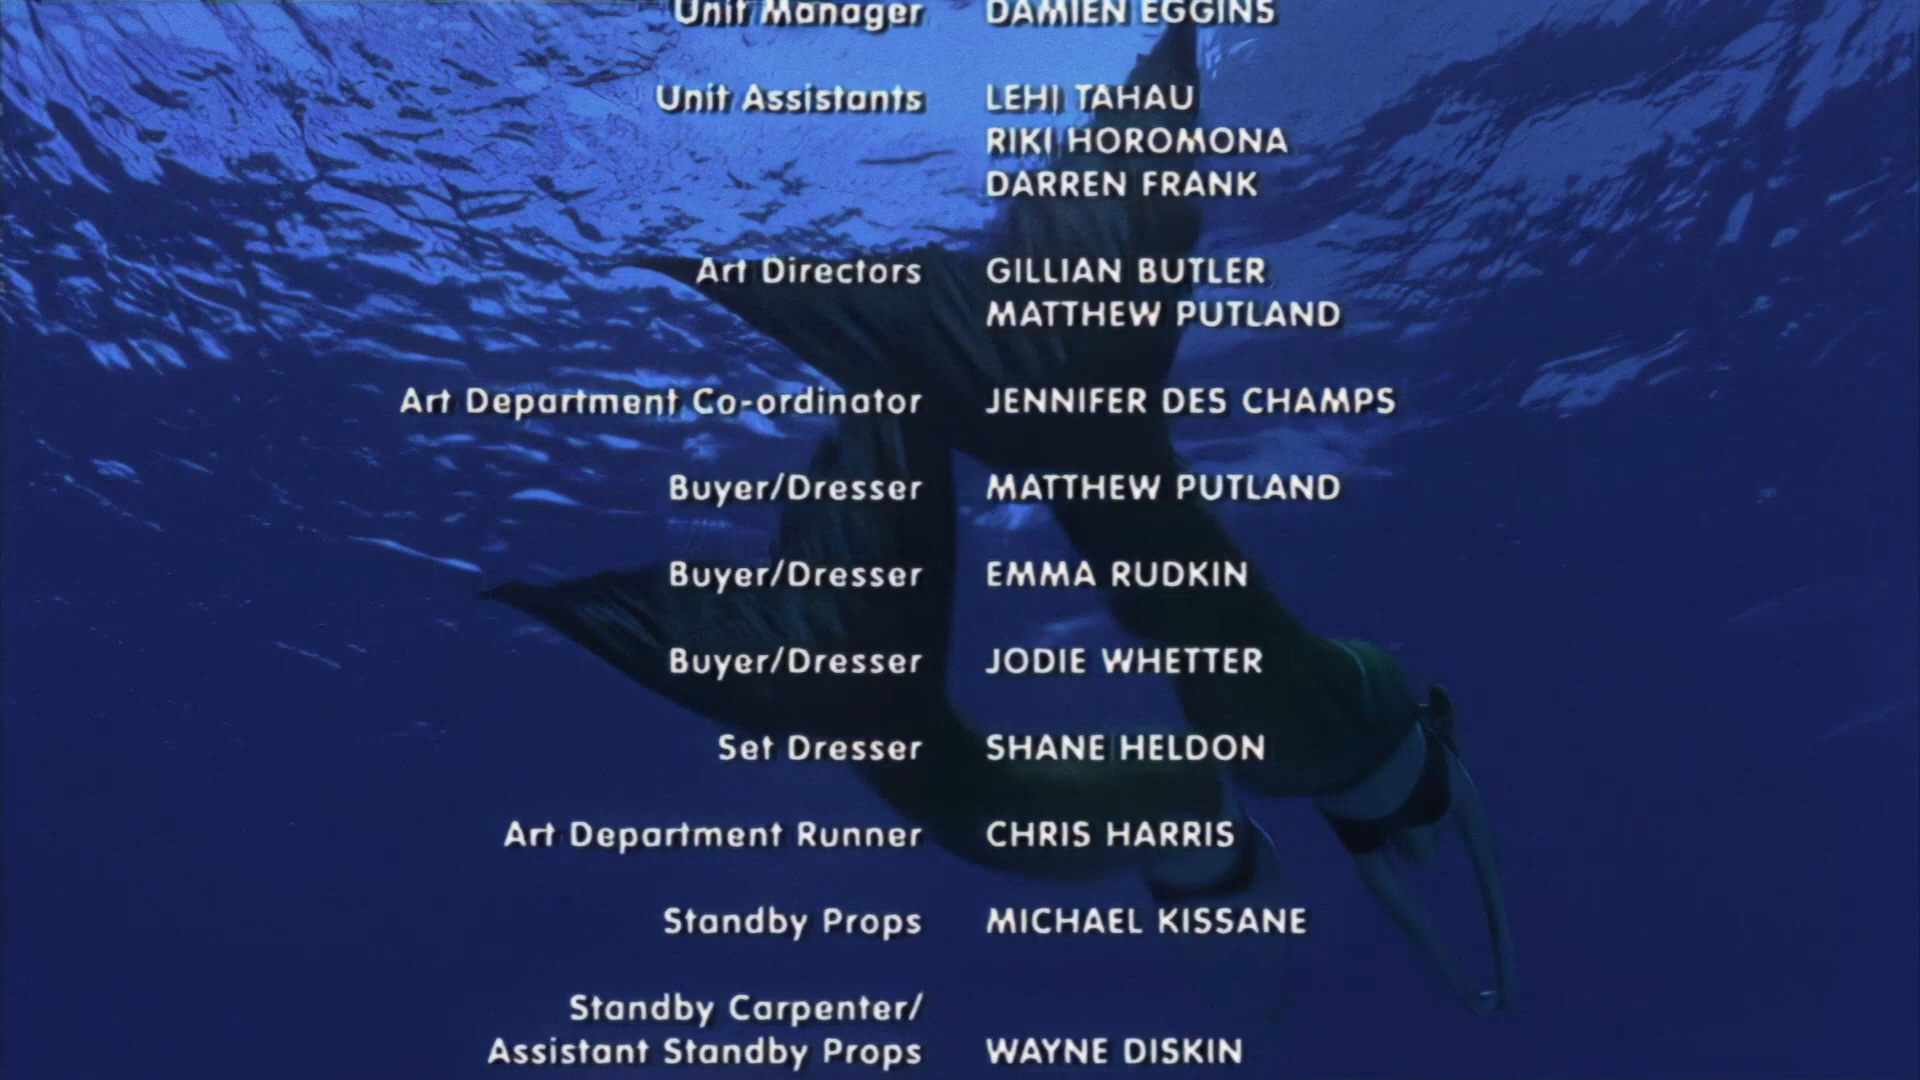 Unit Manager DAMIEN EGGINS
Unit Assistants LEHI TAHAU
RIKI HOROMONA
DARREN FRANK
Art Directors GILLIAN BUTLER
MATTHEW PUTLAND
Art Department Co-ordinator JENNIFER DES CHAMPS
Buyer/Dresser MATTHEW PUTLAND
Buyer/Dresser EMMA RUDKIN
Buyer/Dresser JODIE WHETTER
Set Dresser SHANE HELDON
Art Department Runner CHRIS HARRIS
Standby Props MICHAEL KISSANE
Standby Carpenter/
Assistant Standby Props WAYNE DISKIN